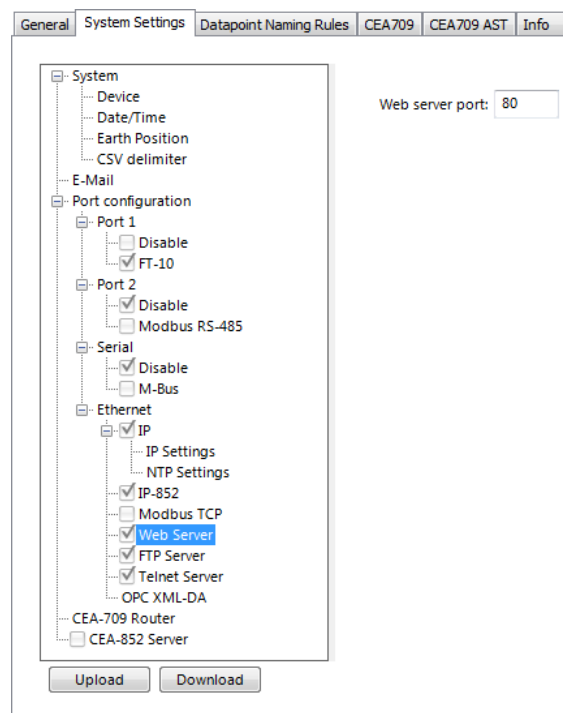 General System Settings Datapoint Naming Rules CEA709 CEA709 AST Info
System
Device
Date/Time
Earth Position
CSV delimiter
E-Mail
Port configuration
Port 1
Disable
FT-10
Port 2
Disable
Modbus RS-485
Serial
Disable
M-Bus
Ethernet
IP
IP Settings
NTP Settings
IP-852
Modbus TCP
Web Server
FTP Server
Telnet Server
OPC XML-DA
CEA-709 Router
CEA-852 Server
Web server port: 80
Upload Download